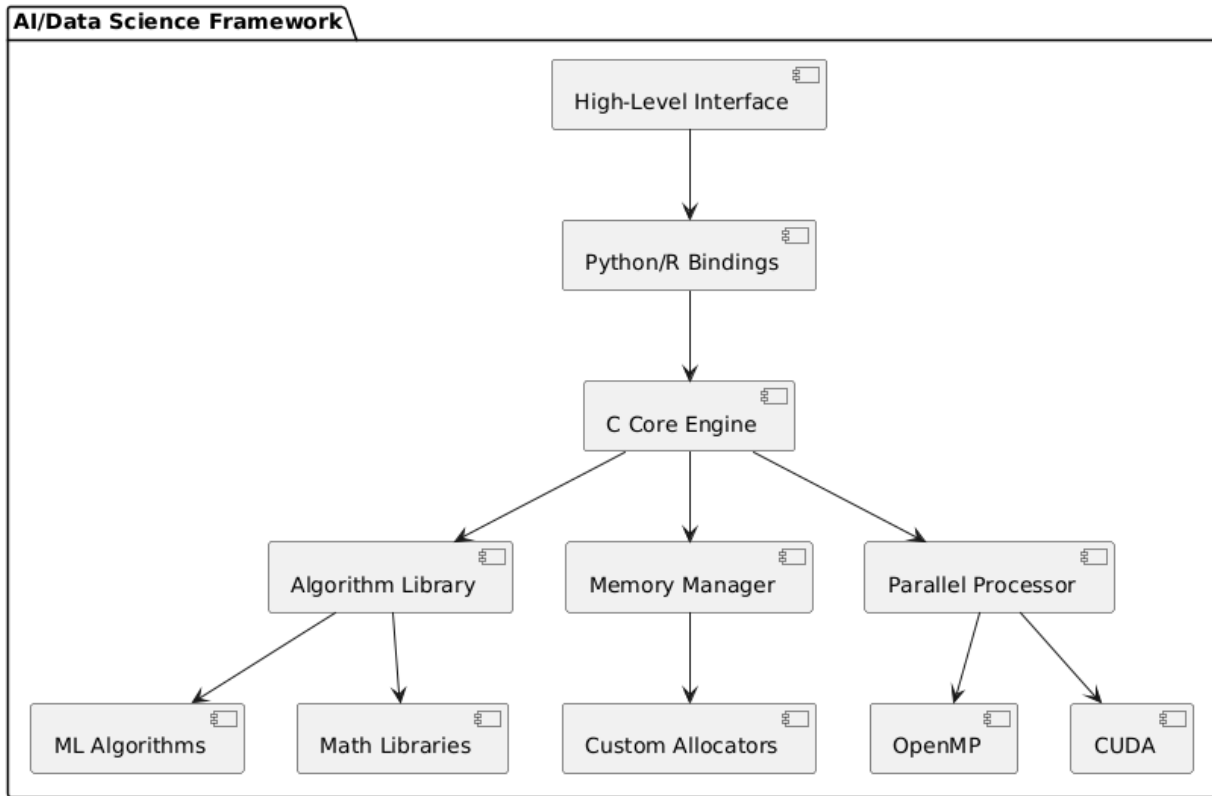 AI/Data Science Framework
High-Level Interface
Python/R Bindings
C Core Engine
Algorithm Library
Memory Manager
Parallel Processor
ML Algorithms
Math Libraries
Custom Allocators
OpenMP
CUDA